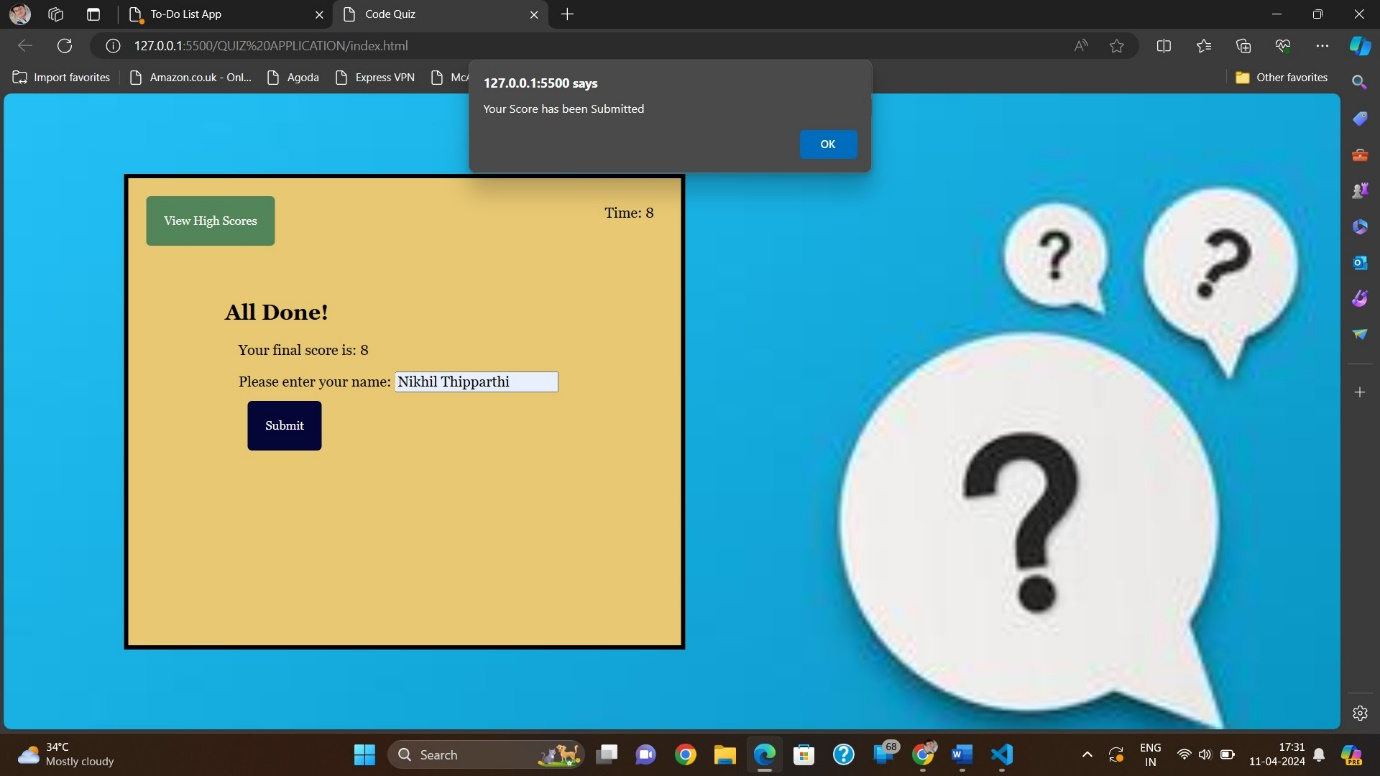 To-Do List App
Code Quiz
127.0.0.1:5500/QUIZ%20APPLICATION/index.html
Import favorites
Amazon.co.uk - Onl...
Agoda
Express VPN
McA
Other favorites
127.0.0.1:5500 says
Your Score has been Submitted
OK
View High Scores
Time: 8
All Done!
Your final score is: 8
Please enter your name: Nikhil Thipparthi
Submit
?
?
?
34°C
Mostly cloudy
Search
68
ENG
IN
17:31
11-04-2024
PRE